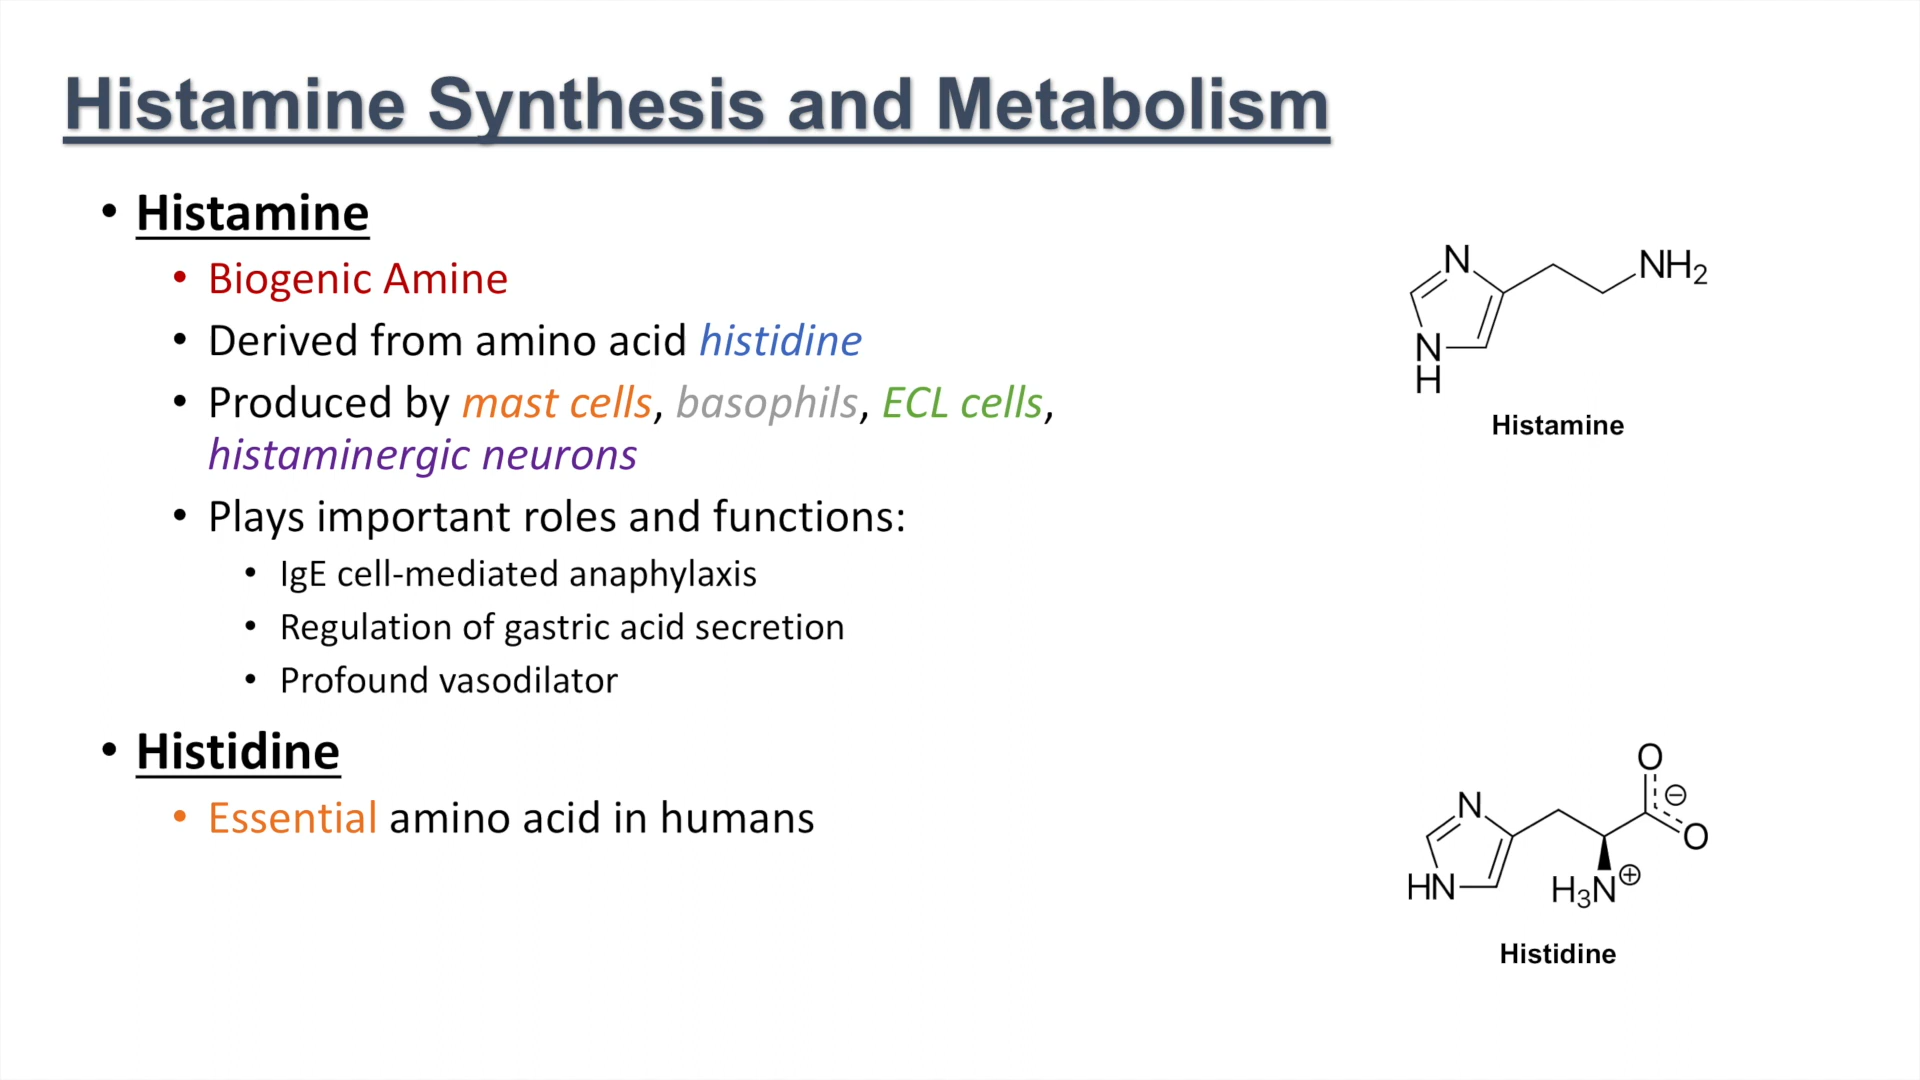 Histamine Synthesis and Metabolism
• Histamine
• Biogenic Amine
• Derived from amino acid histidine
• Produced by mast cells, basophils, ECL cells,
histaminergic neurons
• Plays important roles and functions:
• IgE cell-mediated anaphylaxis
• Regulation of gastric acid secretion
• Profound vasodilator
• Histidine
• Essential amino acid in humans
N
NH2
N
H
Histamine
O
⊖
N
O
HN
H3N⊕
Histidine